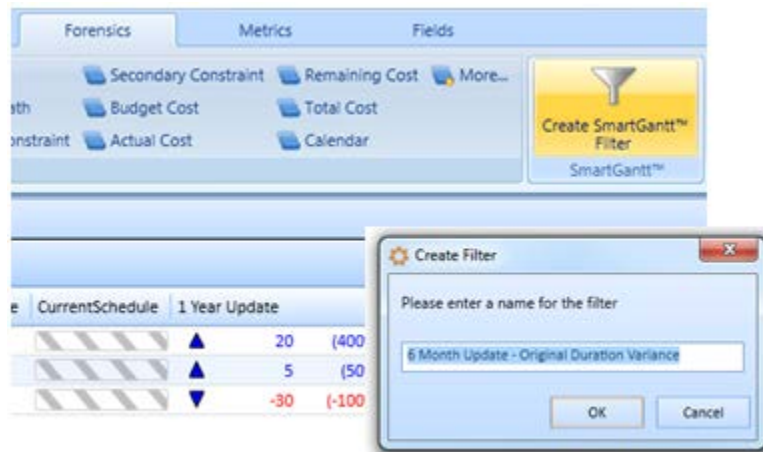 Forensics Metrics Fields
Secondary Constraint Remaining Cost More...
ath Budget Cost Total Cost
onstraint Actual Cost Calendar
Create SmartGantt™
Filter
SmartGantt™
Create Filter
Please enter a name for the filter
6 Month Update - Original Duration Variance
OK Cancel
e CurrentSchedule 1 Year Update
20 (400
5 (50
-30 (-100